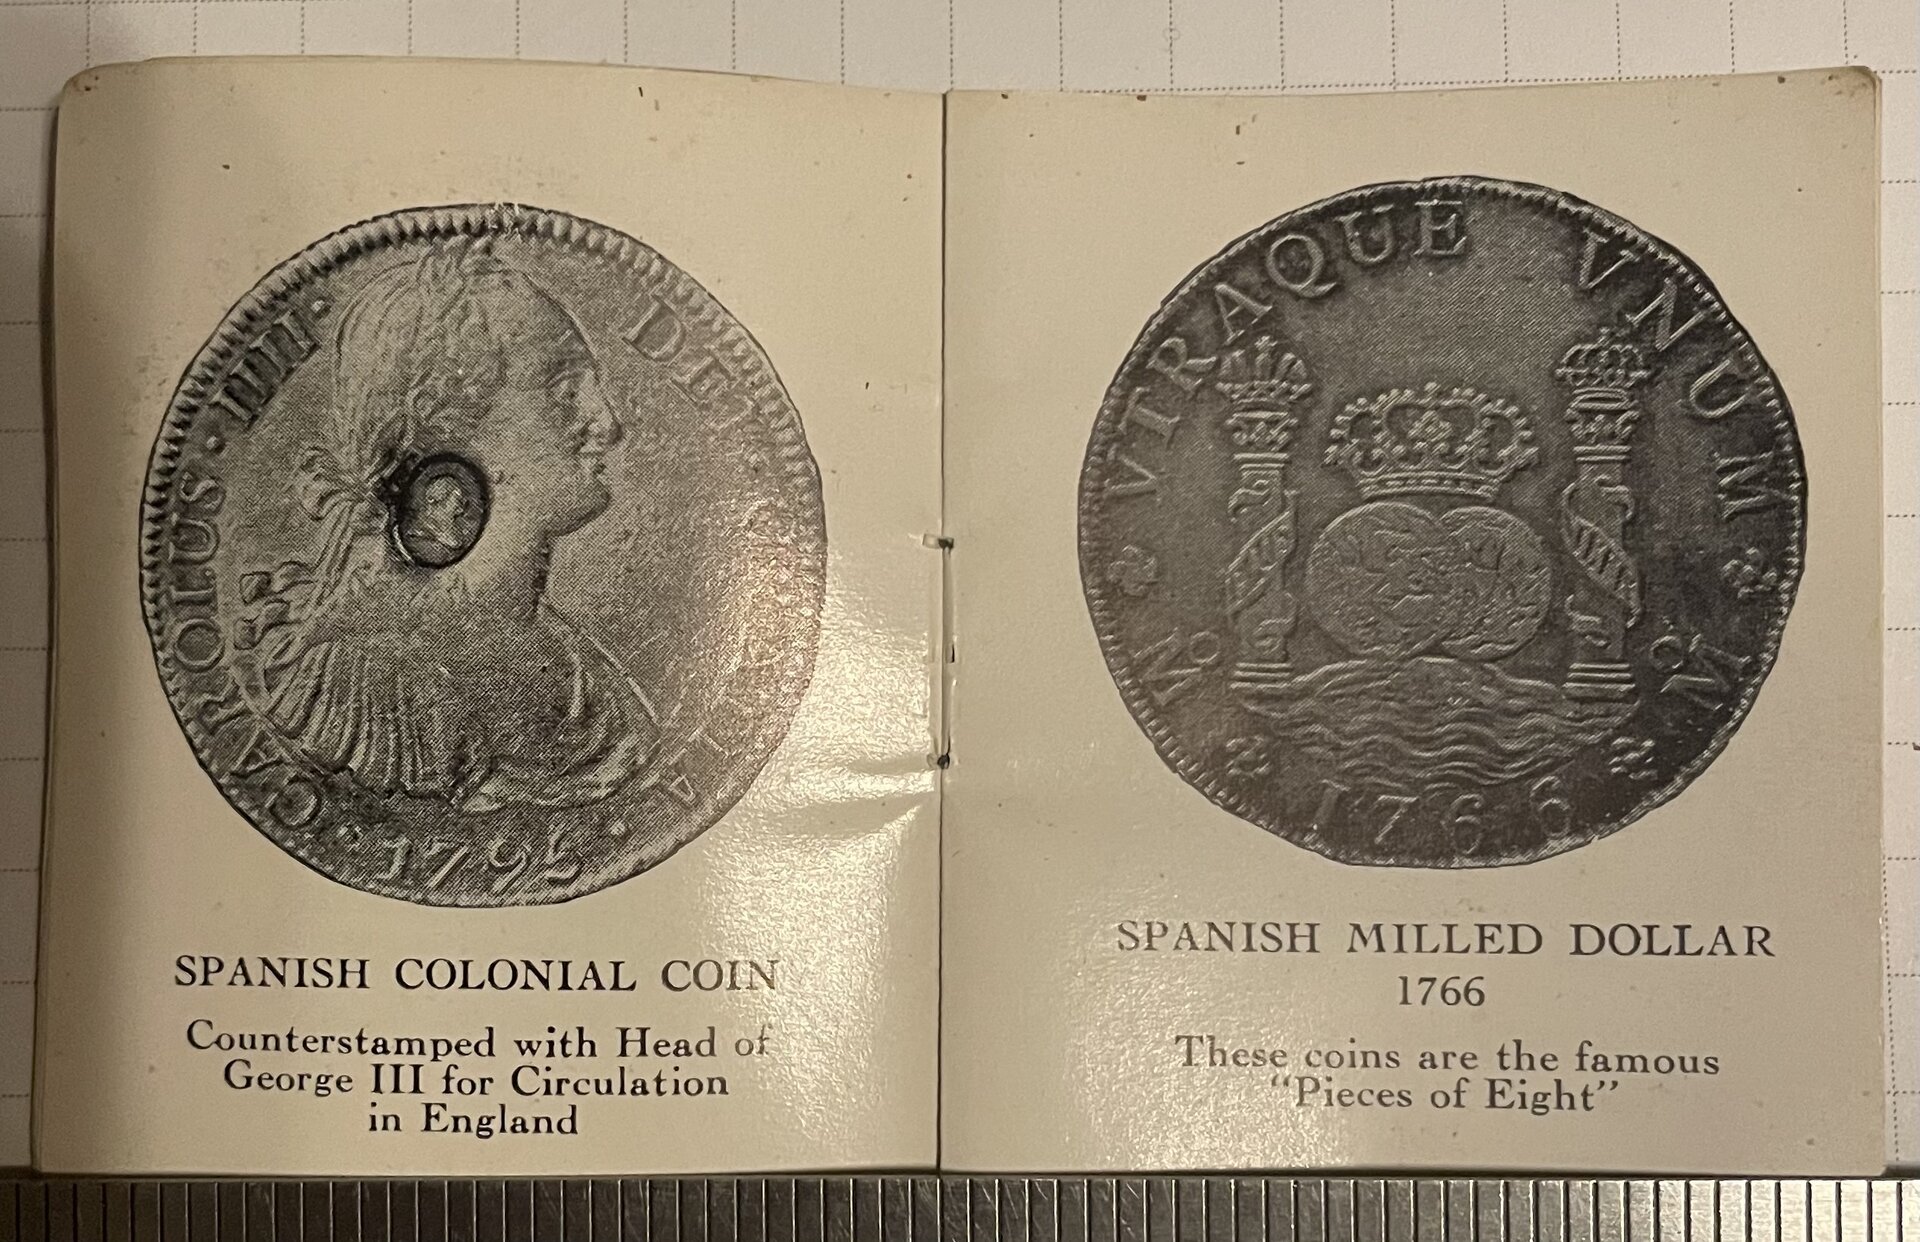 CAROLUS · IIII · DEI · GRATIA
· 1795 ·
SPANISH COLONIAL COIN
Counterstamped with Head of
George III for Circulation
in England
VTRAQUE VNUM
M 1766 M
SPANISH MILLED DOLLAR
1766
These coins are the famous
"Pieces of Eight"